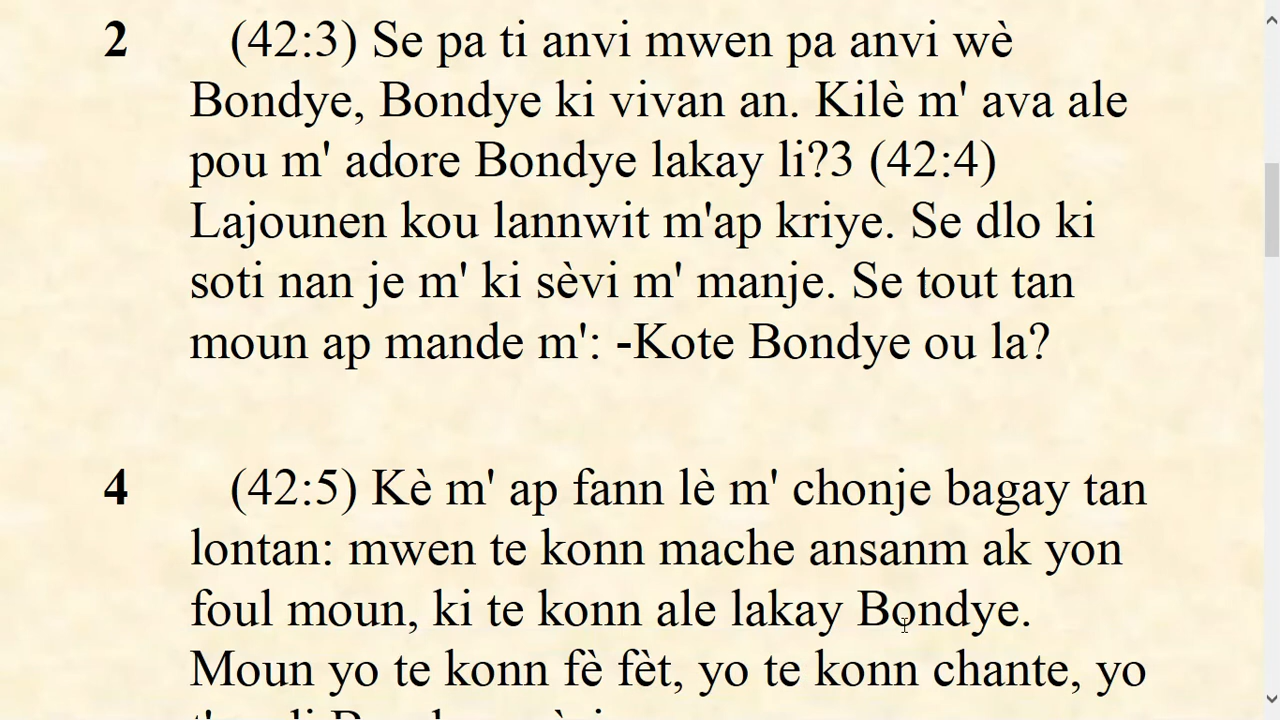 2 (42:3) Se pa ti anvi mwen pa anvi wè
Bondye, Bondye ki vivan an. Kilè m' ava ale
pou m' adore Bondye lakay li?3 (42:4)
Lajounen kou lannwit m'ap kriye. Se dlo ki
soti nan je m' ki sèvi m' manje. Se tout tan
moun ap mande m': -Kote Bondye ou la?
4 (42:5) Kè m' ap fann lè m' chonje bagay tan
lontan: mwen te konn mache ansanm ak yon
foul moun, ki te konn ale lakay Bondye.
Moun yo te konn fè fèt, yo te konn chante, yo